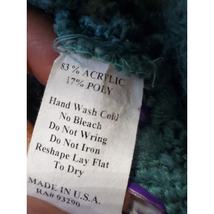 83% ACRYLIC
17% POLY
Hand Wash Cold
No Bleach
Do Not Wring
Do Not Iron
Reshape Lay Flat
To Dry
MADE IN U.S.A.
RA# 93290